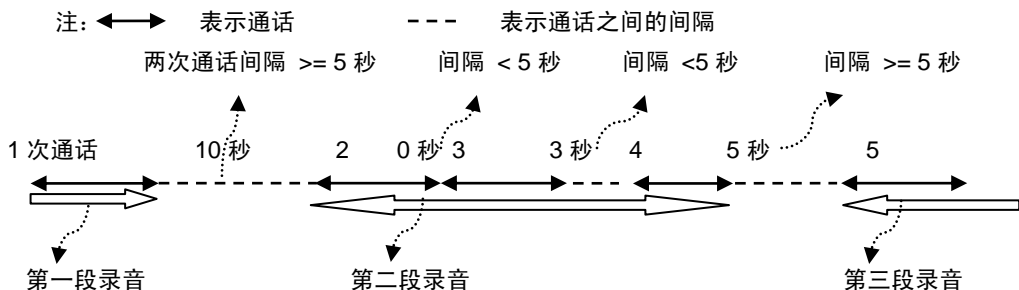 注: 表示通话 表示通话之间的间隔
两次通话间隔 >= 5 秒 间隔 < 5 秒 间隔 <5 秒 间隔 >= 5 秒
1 次通话 10 秒 2 0 秒 3 3 秒 4 5 秒 5
第一段录音 第二段录音 第三段录音